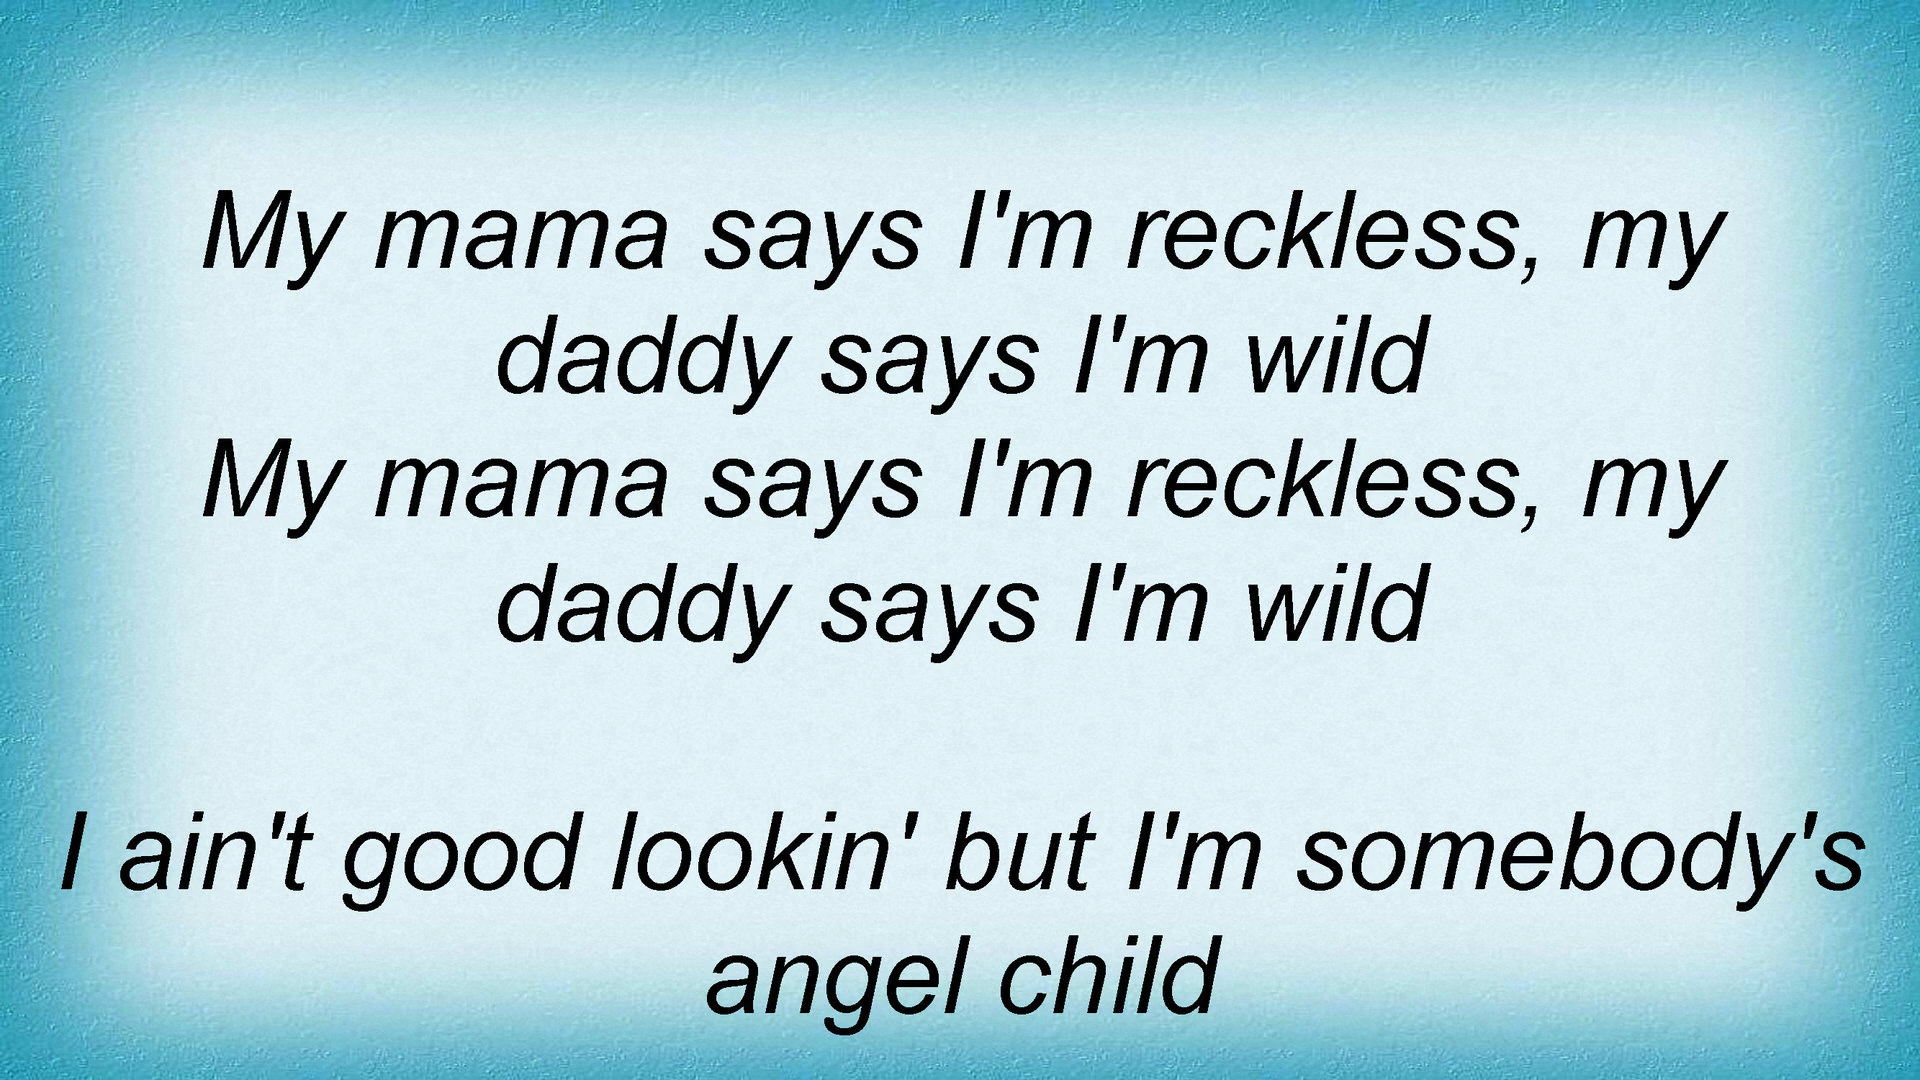 My mama says I'm reckless, my
daddy says I'm wild
My mama says I'm reckless, my
daddy says I'm wild
I ain't good lookin' but I'm somebody's
angel child